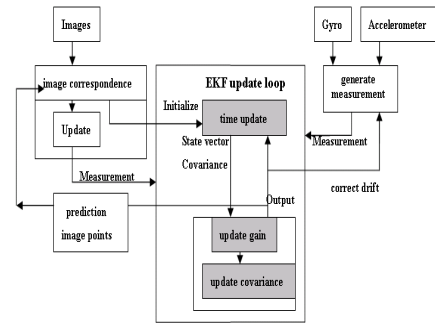 Images
Gyro
Accelerometer
image correspondence
EKF update loop
generate
measurement
Initialize
time update
Update
State vector
Covariance
Measurement
Measurement
correct drift
Output
prediction
image points
update gain
update covariance